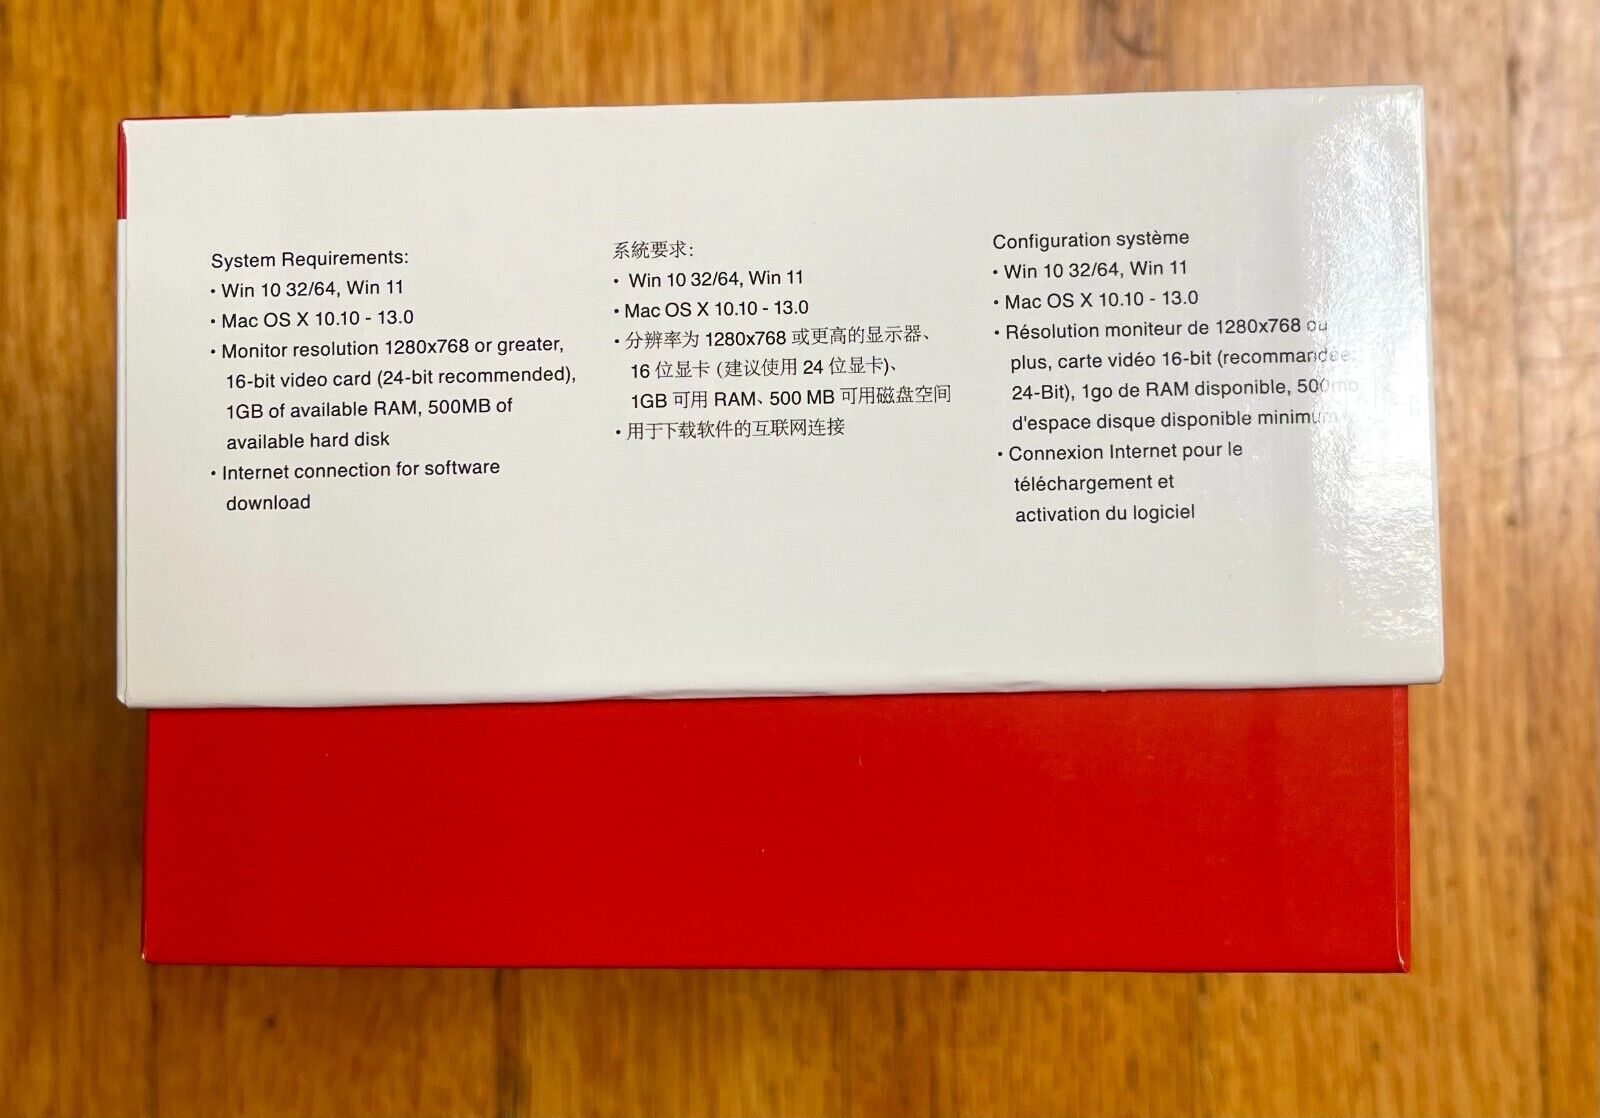 System Requirements:
• Win 10 32/64, Win 11
• Mac OS X 10.10 - 13.0
• Monitor resolution 1280x768 or greater,
16-bit video card (24-bit recommended),
1GB of available RAM, 500MB of
available hard disk
• Internet connection for software
download
系統要求:
• Win 10 32/64, Win 11
• Mac OS X 10.10 - 13.0
• 分辨率为 1280x768 或更高的显示器、
16 位显卡 (建议使用 24 位显卡)、
1GB 可用 RAM、500 MB 可用磁盘空间
• 用于下载软件的互联网连接
Configuration système
• Win 10 32/64, Win 11
• Mac OS X 10.10 - 13.0
• Résolution moniteur de 1280x768 ou
plus, carte vidéo 16-bit (recommandée:
24-Bit), 1go de RAM disponible, 500mo
d'espace disque disponible minimum
• Connexion Internet pour le
téléchargement et
activation du logiciel